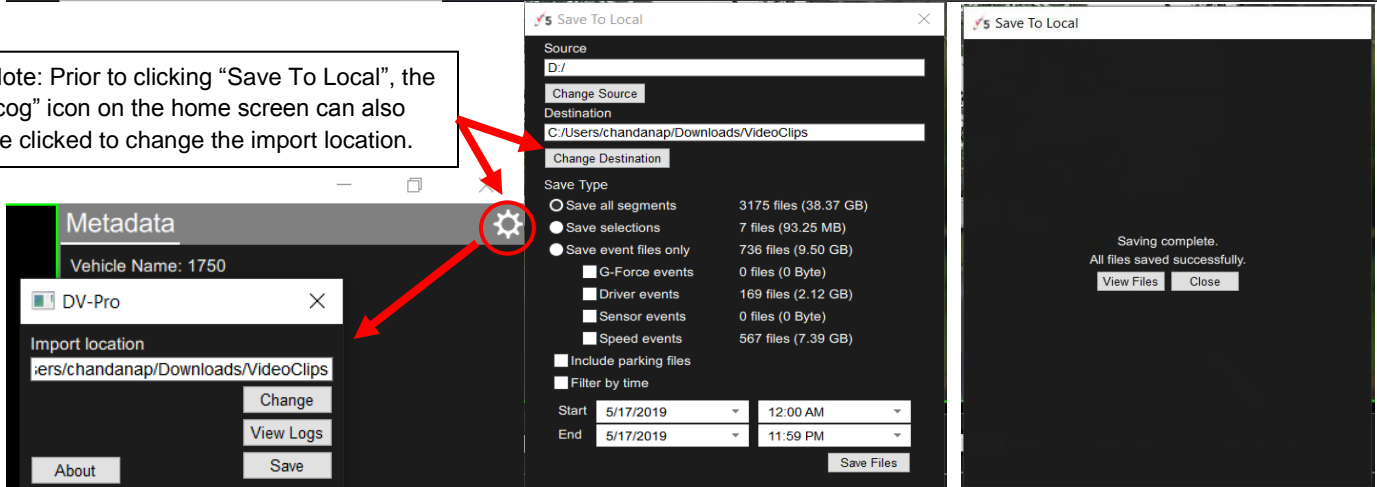 Note: Prior to clicking “Save To Local”, the
cog” icon on the home screen can also
be clicked to change the import location.
Metadata
Vehicle Name: 1750
DV-Pro
Import location
ers/chandanap/Downloads/VideoClips
Change
View Logs
About
Save
5 Save To Local
Source
D:/
Change Source
Destination
C:/Users/chandanap/Downloads/VideoClips
Change Destination
Save Type
Save all segments 3175 files (38.37 GB)
Save selections 7 files (93.25 MB)
Save event files only 736 files (9.50 GB)
G-Force events 0 files (0 Byte)
Driver events 169 files (2.12 GB)
Sensor events 0 files (0 Byte)
Speed events 567 files (7.39 GB)
Include parking files
Filter by time
Start 5/17/2019 12:00 AM
End 5/17/2019 11:59 PM
Save Files
5 Save To Local
Saving complete.
All files saved successfully.
View Files Close